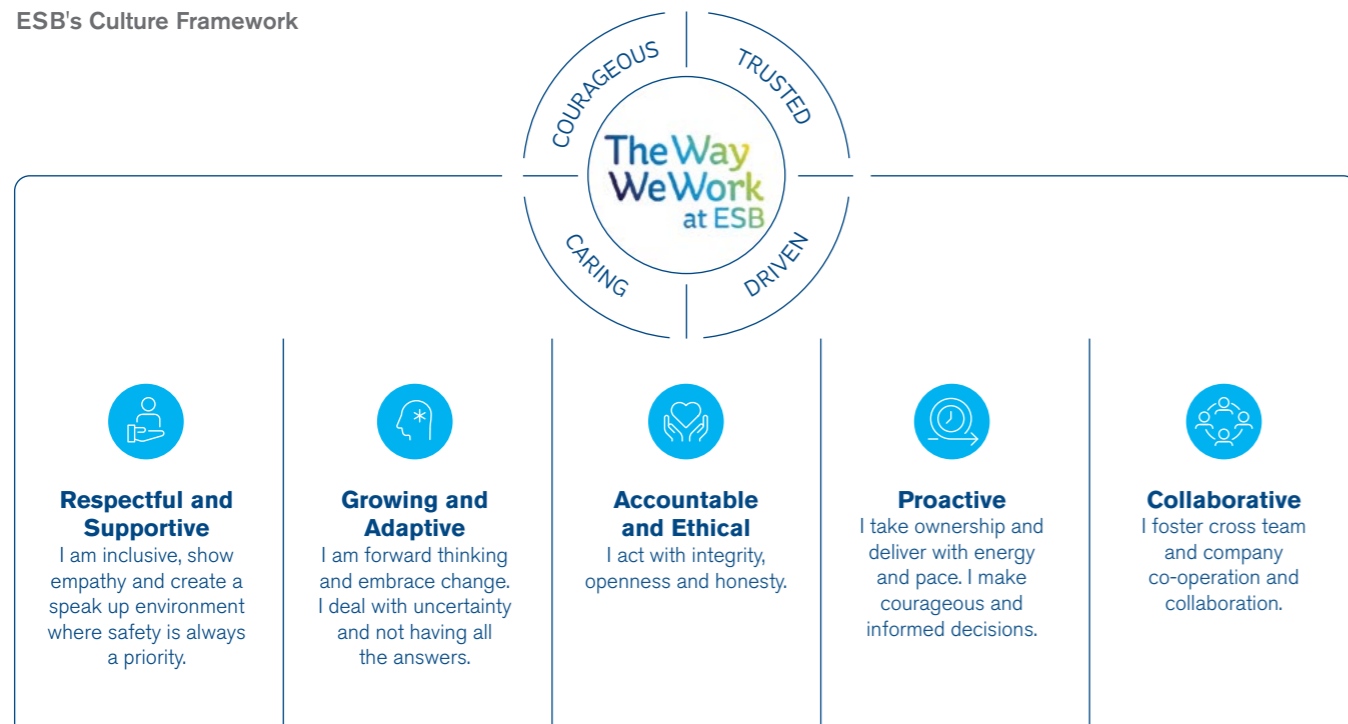 ESB's Culture Framework
COURAGEOUS
TRUSTED
The Way
We Work
at ESB
CARING
DRIVEN
Respectful and
Supportive
I am inclusive, show
empathy and create a
speak up environment
where safety is always
a priority.
Growing and
Adaptive
I am forward thinking
and embrace change.
I deal with uncertainty
and not having all
the answers.
Accountable
and Ethical
I act with integrity,
openness and honesty.
Proactive
I take ownership and
deliver with energy
and pace. I make
courageous and
informed decisions.
Collaborative
I foster cross team
and company
co-operation and
collaboration.